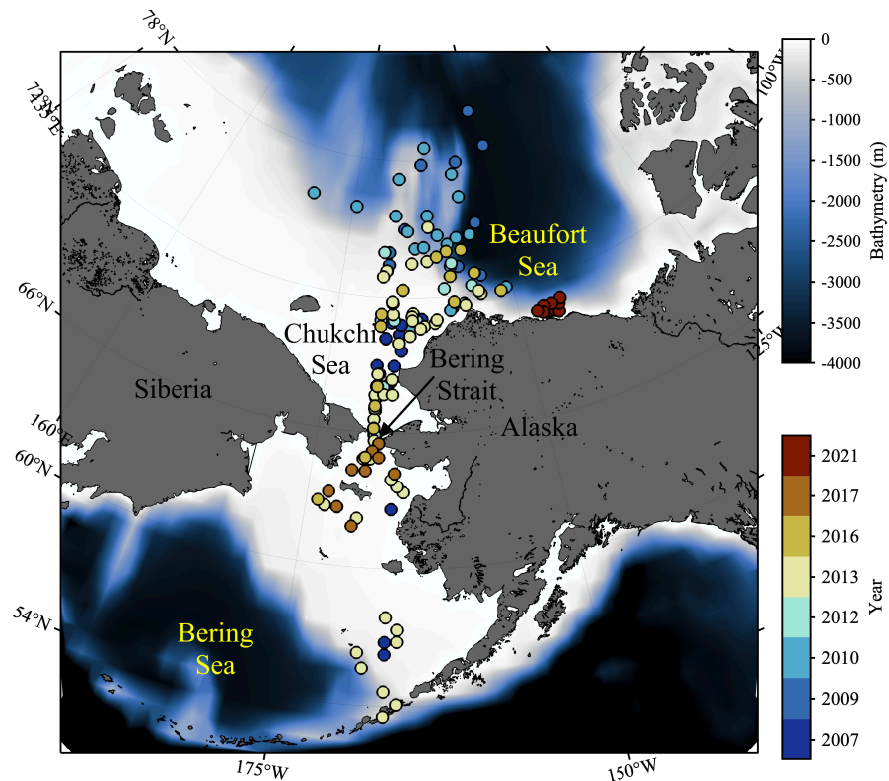 78°N
72°N
135°E
66°N
160°E
60°N
54°N
175°W
150°W
125°W
100°W
Beaufort
Sea
Chukchi
Sea
Bering
Strait
Siberia
Alaska
Bering
Sea
0
-500
-1000
-1500
-2000
-2500
-3000
-3500
-4000
Bathymetry (m)
2021
2017
2016
2013
2012
2010
2009
2007
Year